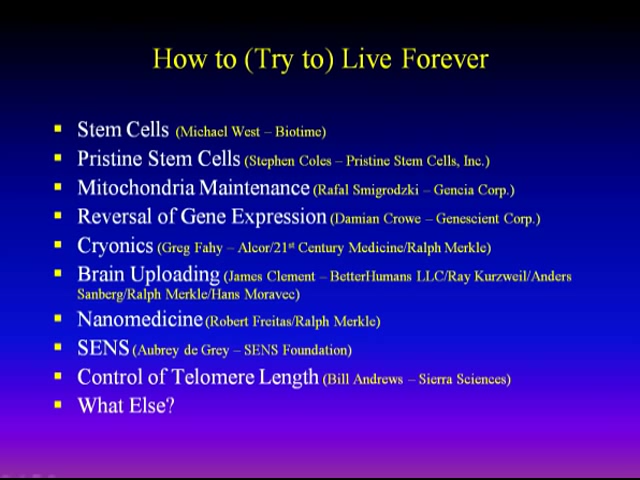 How to (Try to) Live Forever
Stem Cells (Michael West – Biotime)
Pristine Stem Cells (Stephen Coles – Pristine Stem Cells, Inc.)
Mitochondria Maintenance (Rafal Smigrodzki – Gencia Corp.)
Reversal of Gene Expression (Damian Crowe – Genescient Corp.)
Cryonics (Greg Fahy – Alcor/21st Century Medicine/Ralph Merkle)
Brain Uploading (James Clement – BetterHumans LLC/Ray Kurzweil/Anders
Sanberg/Ralph Merkle/Hans Moravec)
Nanomedicine (Robert Freitas/Ralph Merkle)
SENS (Aubrey de Grey – SENS Foundation)
Control of Telomere Length (Bill Andrews – Sierra Sciences)
What Else?